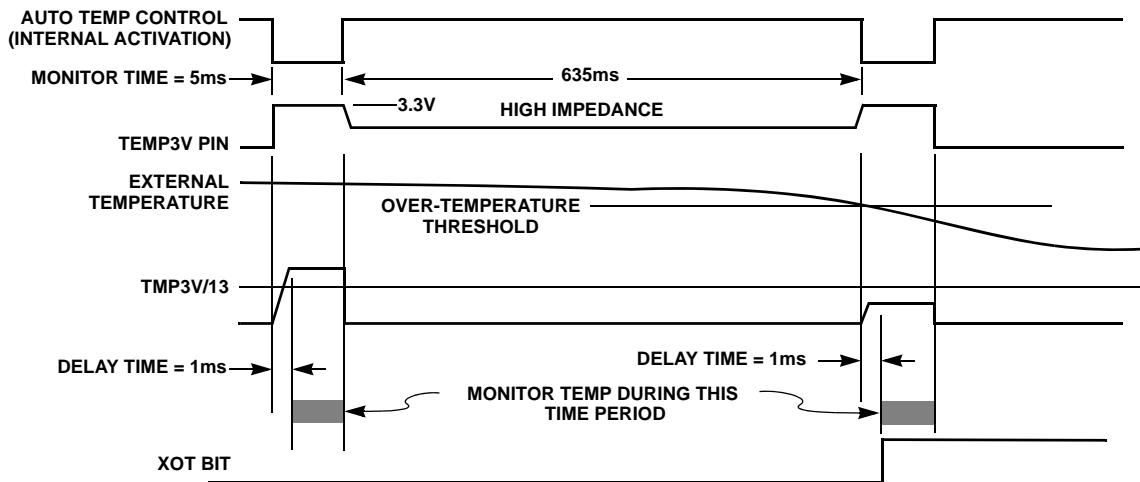 AUTO TEMP CONTROL
(INTERNAL ACTIVATION)
MONITOR TIME = 5ms
635ms
3.3V
HIGH IMPEDANCE
TEMP3V PIN
EXTERNAL
TEMPERATURE
OVER-TEMPERATURE
THRESHOLD
TMP3V/13
DELAY TIME = 1ms
DELAY TIME = 1ms
MONITOR TEMP DURING THIS
TIME PERIOD
XOT BIT